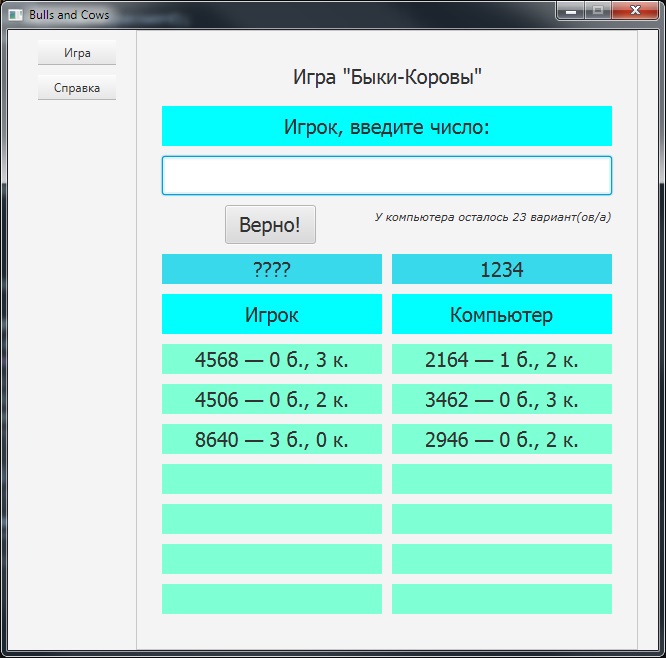 Bulls and Cows
Игра
Справка
Игра "Быки-Коровы"
Игрок, введите число:
Верно!
У компьютера осталось 23 вариант(ов/а)
????
1234
Игрок
Компьютер
4568 — 0 б., 3 к.
2164 — 1 б., 2 к.
4506 — 0 б., 2 к.
3462 — 0 б., 3 к.
8640 — 3 б., 0 к.
2946 — 0 б., 2 к.